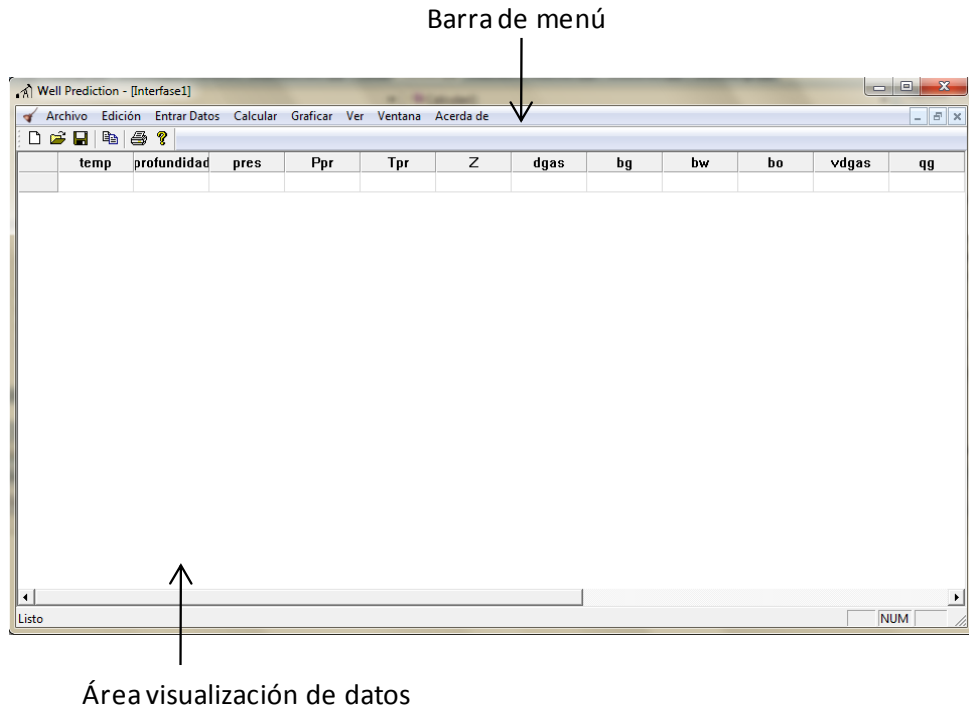 Barra de menú
Well Prediction - [Interfase1]
Archivo Edición Entrar Datos Calcular Graficar Ver Ventana Acerda de
temp profundidad pres Ppr Tpr Z dgas bg bw bo vdgas qg
Listo NUM
Área visualización de datos